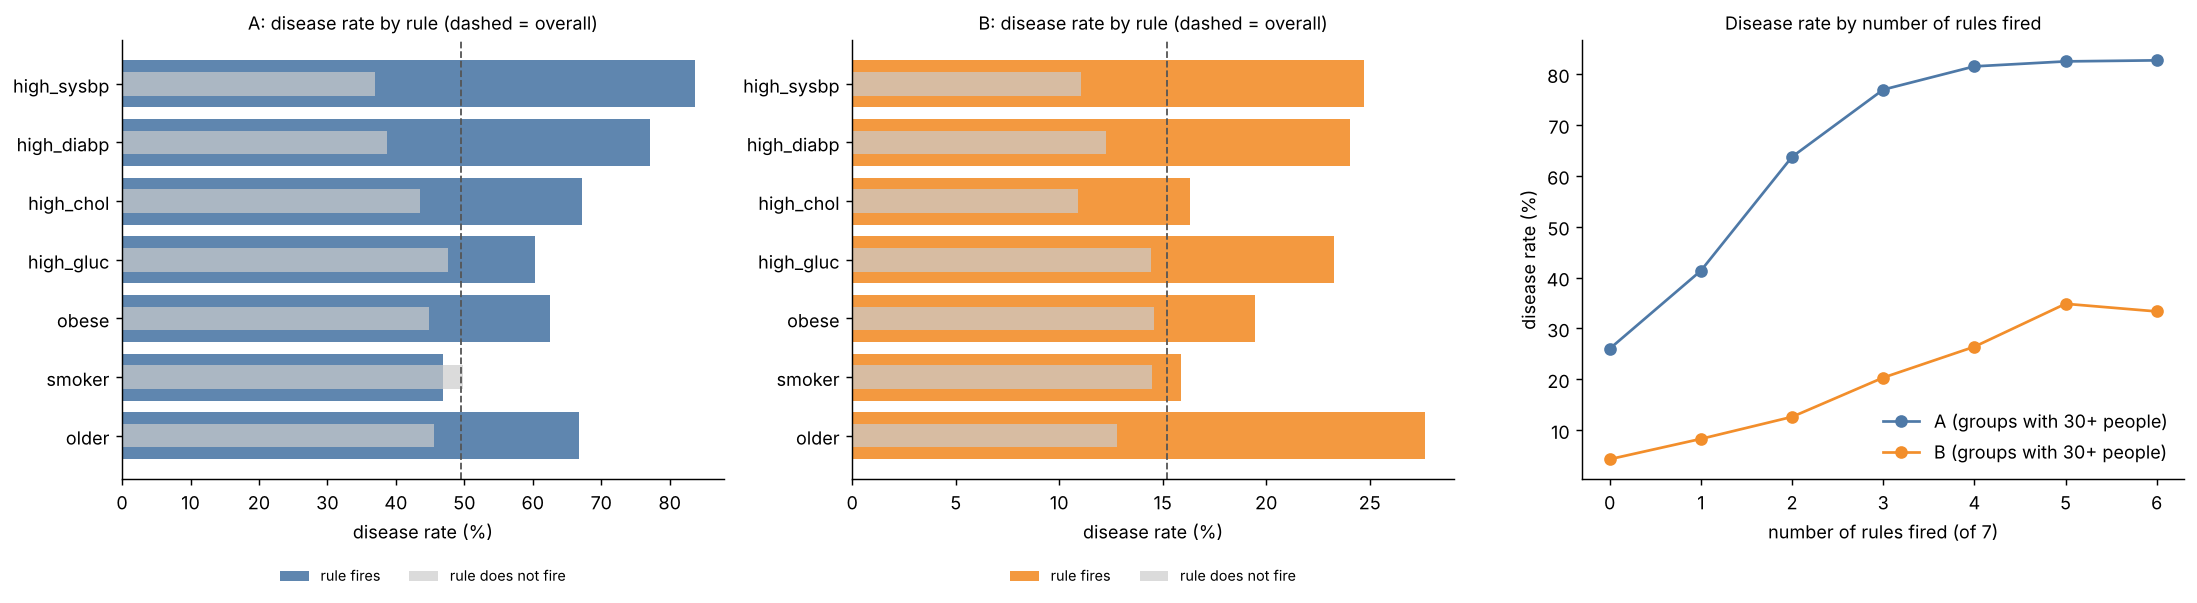 A: disease rate by rule (dashed = overall)
high_sysbp
high_diabp
high_chol
high_gluc
obese
smoker
older
0 10 20 30 40 50 60 70 80
disease rate (%)
rule fires
rule does not fire
B: disease rate by rule (dashed = overall)
high_sysbp
high_diabp
high_chol
high_gluc
obese
smoker
older
0 5 10 15 20 25
disease rate (%)
rule fires
rule does not fire
Disease rate by number of rules fired
disease rate (%)
80
70
60
50
40
30
20
10
A (groups with 30+ people)
B (groups with 30+ people)
0 1 2 3 4 5 6
number of rules fired (of 7)